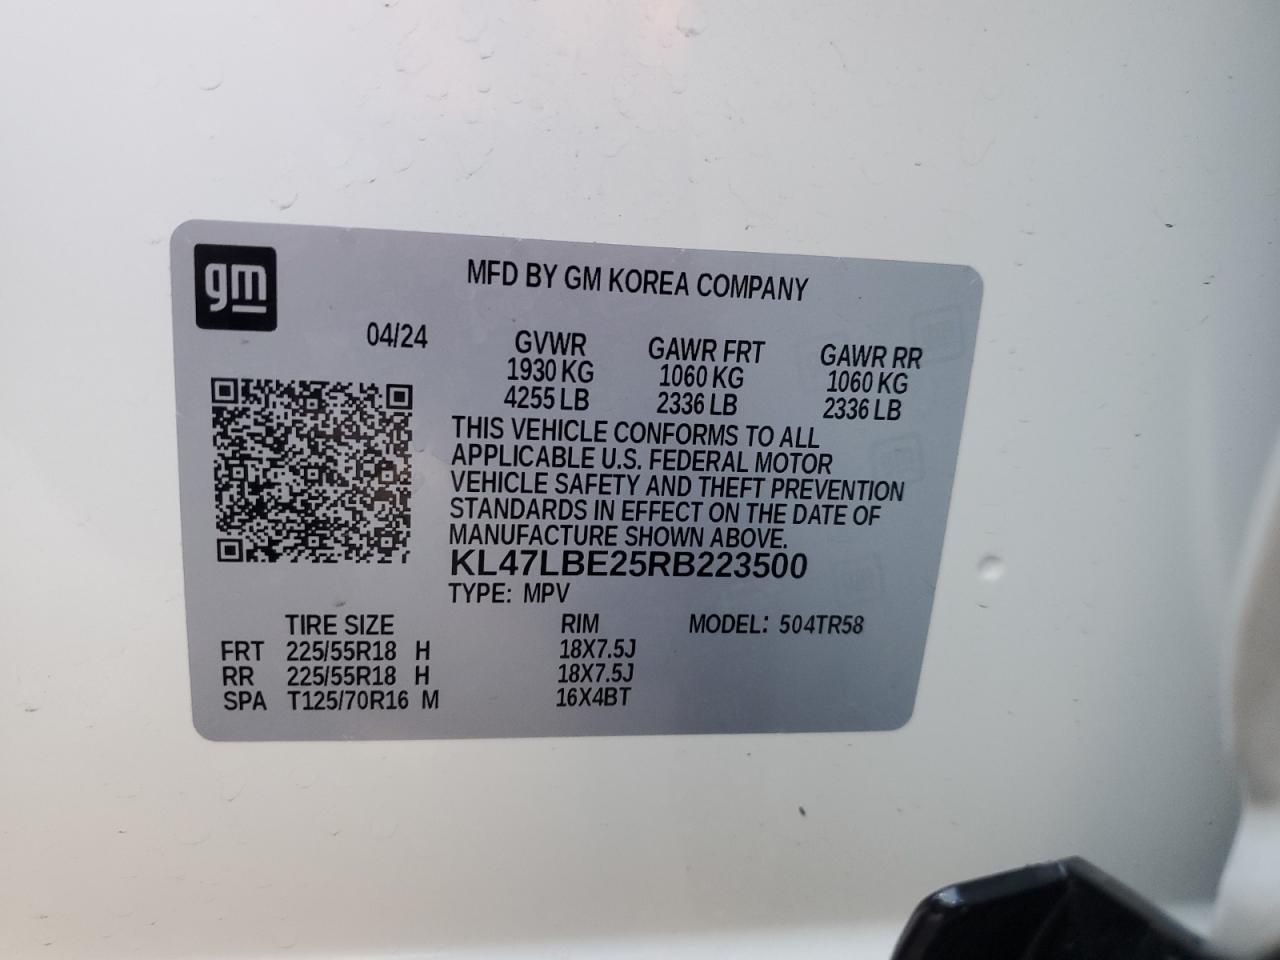 gm
MFD BY GM KOREA COMPANY
04/24 GVWR GAWR FRT GAWR RR
1930 KG 1060 KG 1060 KG
4255 LB 2336 LB 2336 LB
THIS VEHICLE CONFORMS TO ALL
APPLICABLE U.S. FEDERAL MOTOR
VEHICLE SAFETY AND THEFT PREVENTION
STANDARDS IN EFFECT ON THE DATE OF
MANUFACTURE SHOWN ABOVE.
KL47LBE25RB223500
TYPE: MPV
TIRE SIZE RIM MODEL: 504TR58
FRT 225/55R18 H 18X7.5J
RR 225/55R18 H 18X7.5J
SPA T125/70R16 M 16X4BT